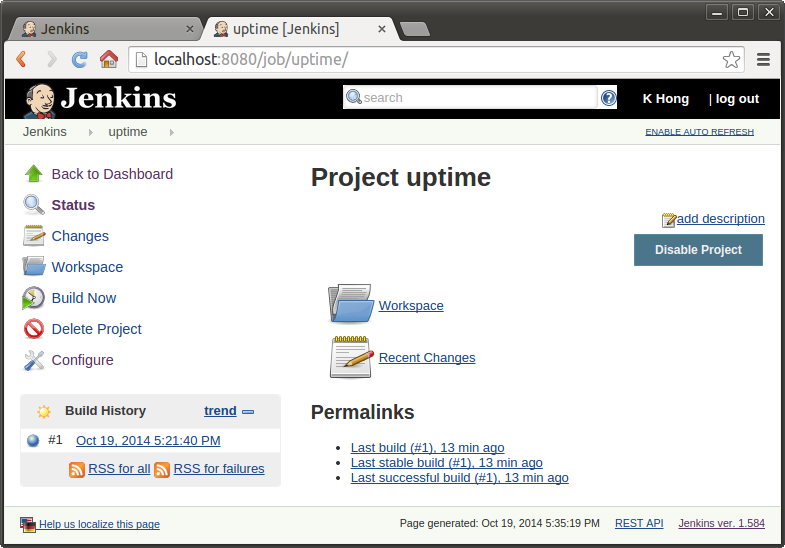 Jenkins
uptime [Jenkins]
localhost:8080/job/uptime/
Jenkins
search
K Hong
| log out
Jenkins
uptime
ENABLE AUTO REFRESH
Back to Dashboard
Status
Changes
Workspace
Build Now
Delete Project
Configure
Build History
trend
#1
Oct 19, 2014 5:21:40 PM
RSS for all
RSS for failures
Project uptime
add description
Disable Project
Workspace
Recent Changes
Permalinks
Last build (#1), 13 min ago
Last stable build (#1), 13 min ago
Last successful build (#1), 13 min ago
Help us localize this page
Page generated: Oct 19, 2014 5:35:19 PM
REST API
Jenkins ver. 1.584